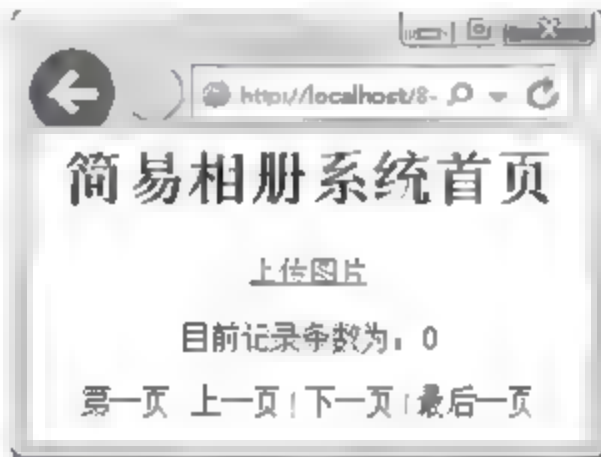 http://localhost/8-
简易相册系统首页
上传图片
目前记录条数为：0
第一页 上一页 | 下一页 | 最后一页